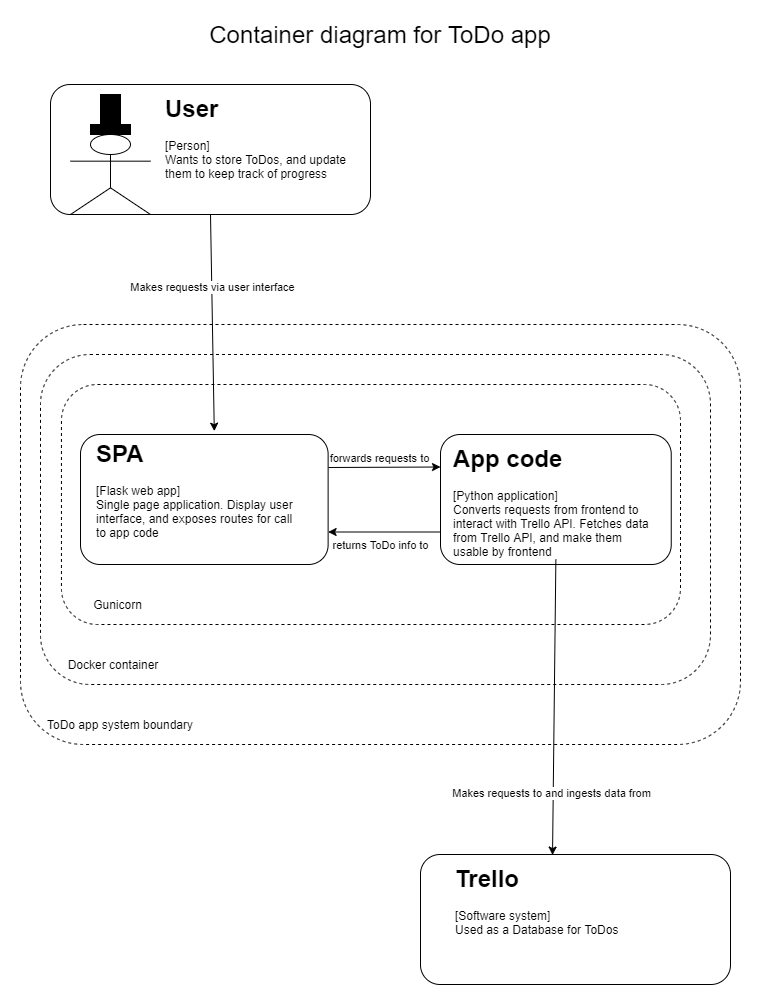 Container diagram for ToDo app
User
[Person]
Wants to store ToDos, and update
them to keep track of progress
Makes requests via user interface
SPA
[Flask web app]
Single page application. Display user
interface, and exposes routes for call
to app code
forwards requests to
returns ToDo info to
App code
[Python application]
Converts requests from frontend to
interact with Trello API. Fetches data
from Trello API, and make them
usable by frontend
Gunicorn
Docker container
ToDo app system boundary
Makes requests to and ingests data from
Trello
[Software system]
Used as a Database for ToDos